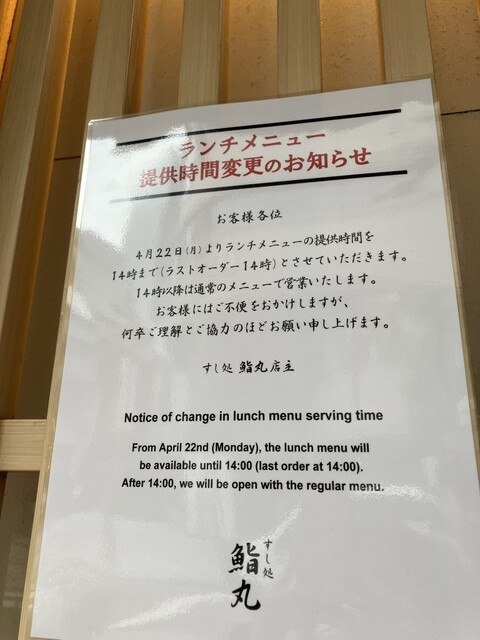 ランチメニュー
提供時間変更のお知らせ
お客様各位
4月22日(月)よりランチメニューの提供時間を
14時まで(ラストオーダー14時)とさせていただきます。
14時以降は通常のメニューで営業いたします。
お客様にはご不便をおかけしますが、
何卒ご理解とご協力のほどお願い申し上げます。
すし処 鮨丸店主
Notice of change in lunch menu serving time
From April 22nd (Monday), the lunch menu will
be available until 14:00 (last order at 14:00).
After 14:00, we will be open with the regular menu.
すし処
鮨丸